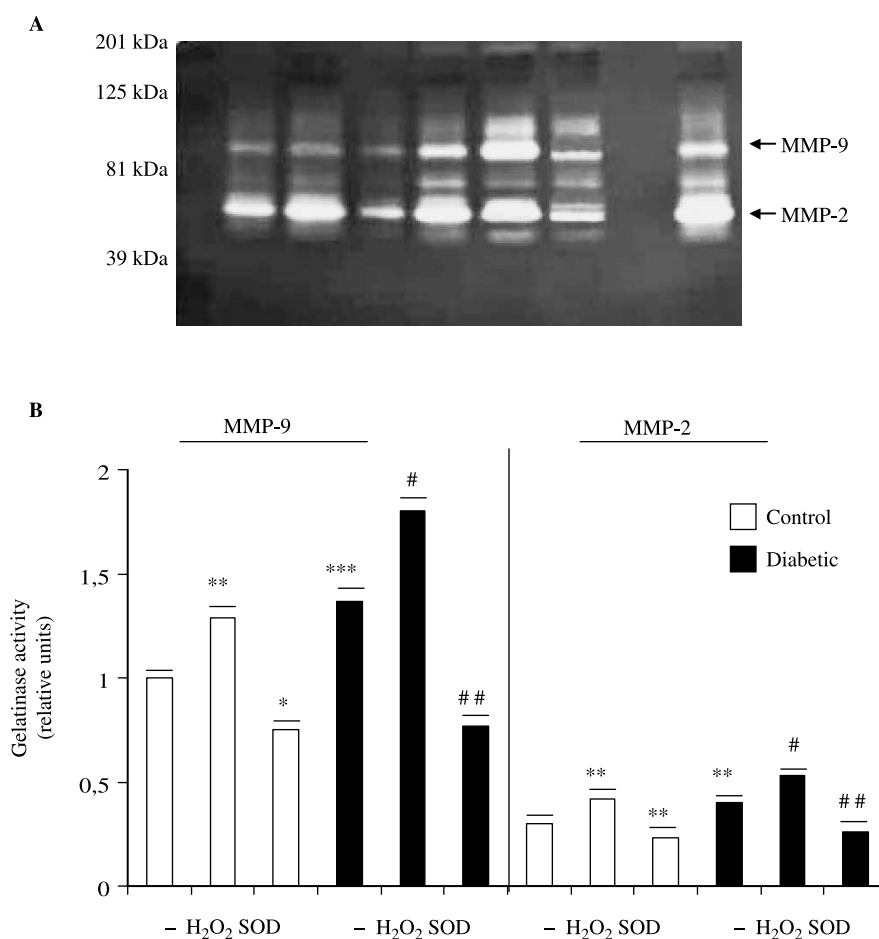 A
201 kDa
125 kDa
81 kDa
39 kDa
MMP-9
MMP-2
B
MMP-9
MMP-2
Gelatinase activity
(relative units)
2
1,5
1
0,5
0
**
*
***
#
# #
**
**
**
#
# #
Control
Diabetic
– H₂O₂ SOD
– H₂O₂ SOD
– H₂O₂ SOD
– H₂O₂ SOD